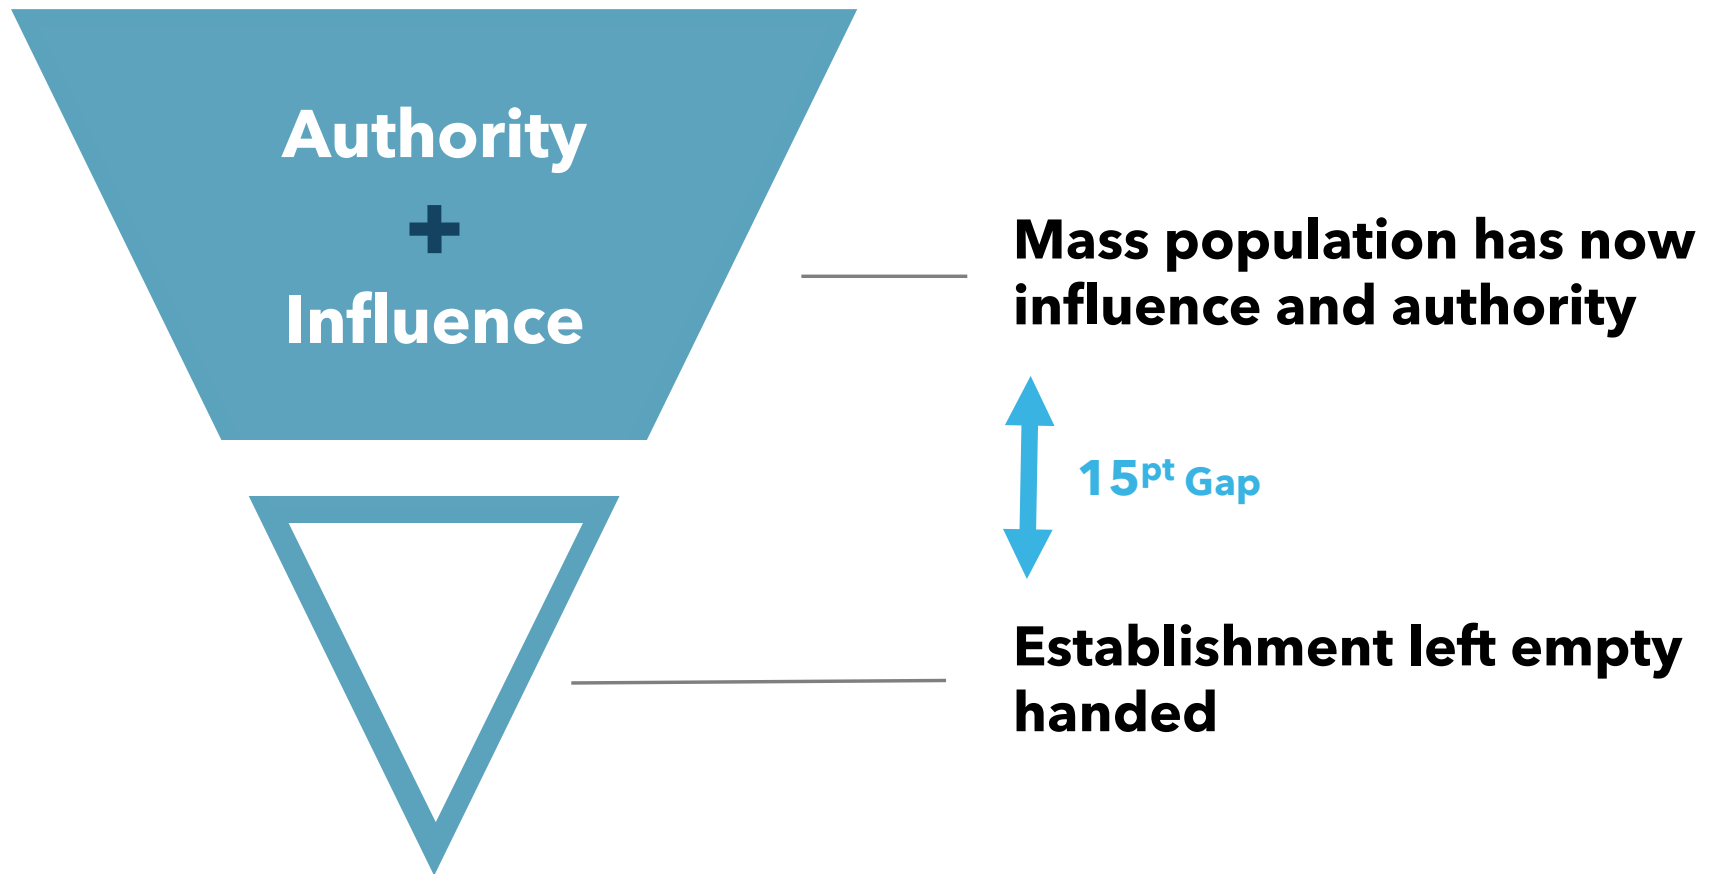 Authority
+
Influence
Mass population has now
influence and authority
15pt Gap
Establishment left empty
handed